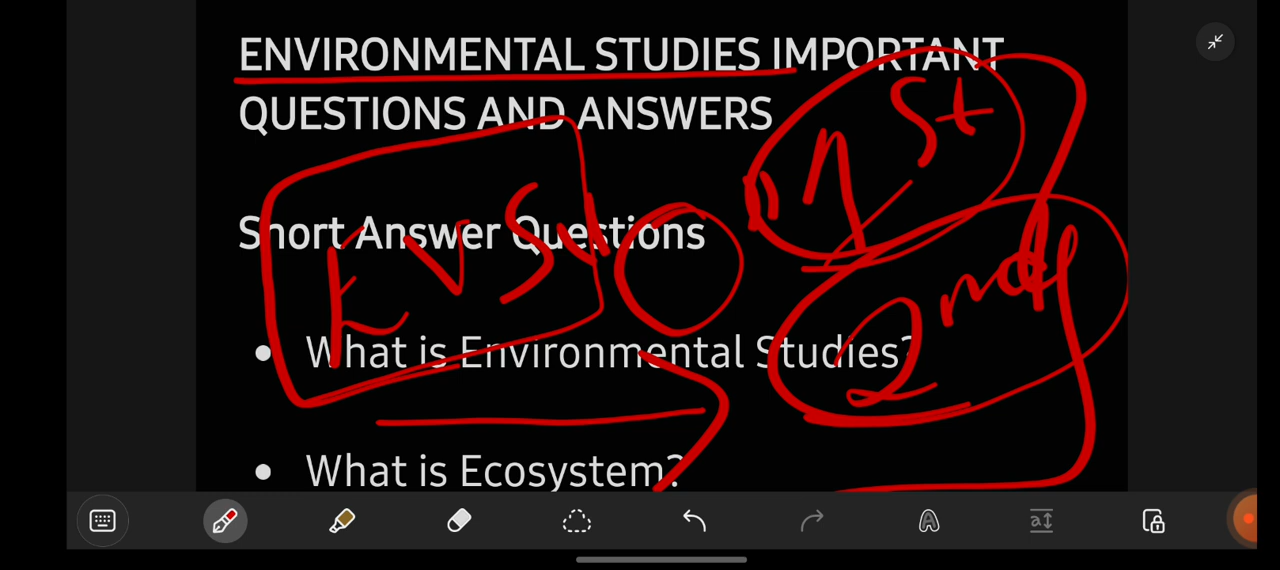 ENVIRONMENTAL STUDIES IMPORTANT
QUESTIONS AND ANSWERS
1st
Short Answer Questions
EVS
2nd
• What is Environmental Studies?
• What is Ecosystem?